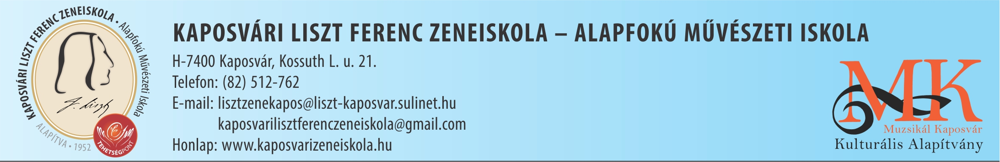 KAPOSVÁRI LISZT FERENC ZENEISKOLA • Alapfokú Művészeti Iskola
ALAPÍTVA • 1952
F. Liszt
TEHETSÉGPONT
KAPOSVÁRI LISZT FERENC ZENEISKOLA – ALAPFOKÚ MŰVÉSZETI ISKOLA
H-7400 Kaposvár, Kossuth L. u. 21.
Telefon: (82) 512-762
E-mail: lisztzenekapos@liszt-kaposvar.sulinet.hu
kaposvarilisztferenczeneiskola@gmail.com
Honlap: www.kaposvarizeneiskola.hu
MK
Muzsikál Kaposvár
Kulturális Alapítvány